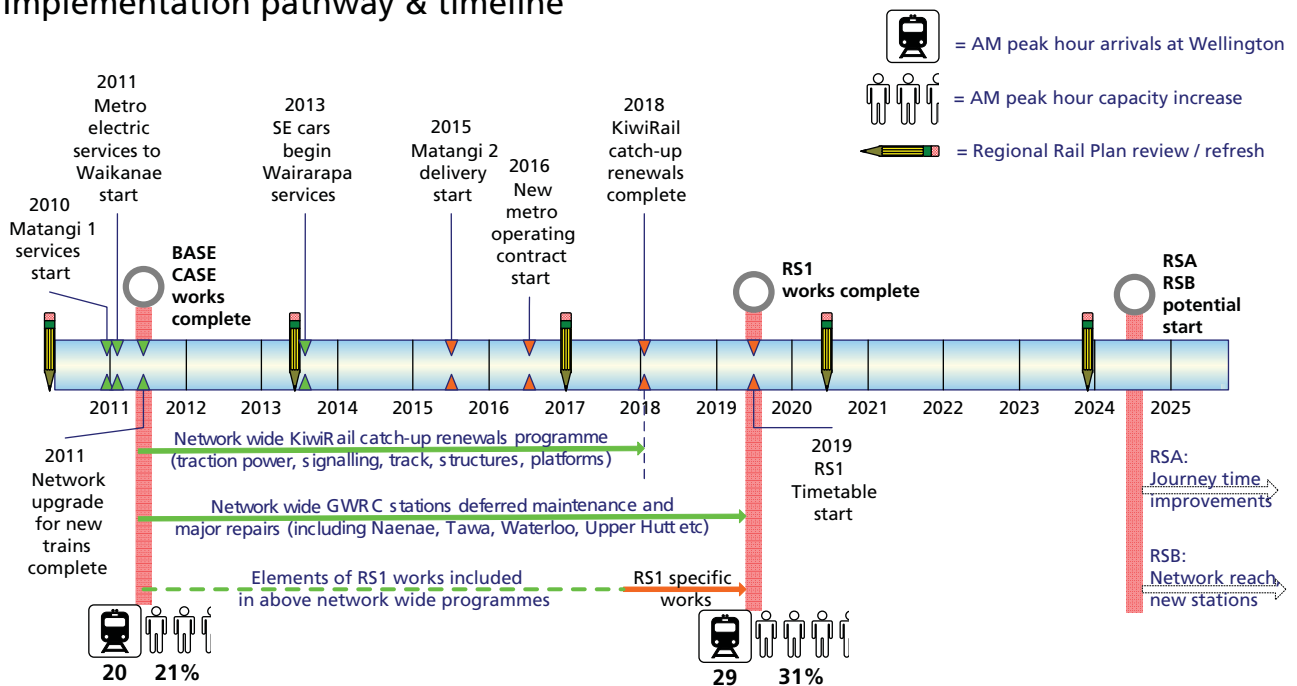 Implementation pathway & timeline
= AM peak hour arrivals at Wellington
= AM peak hour capacity increase
= Regional Rail Plan review / refresh
2010
Matangi 1
services
start
2011
Metro
electric
services to
Waikanae
start
BASE
CASE
works
complete
2013
SE cars
begin
Wairarapa
services
2015
Matangi 2
delivery
start
2016
New
metro
operating
contract
start
2018
KiwiRail
catch-up
renewals
complete
RS1
works complete
RSA
RSB
potential
start
2011 2012 2013 2014 2015 2016 2017 2018 2019 2020 2021 2022 2023 2024 2025
2011
Network
upgrade
for new
trains
complete
Network wide KiwiRail catch-up renewals programme
(traction power, signalling, track, structures, platforms)
Network wide GWRC stations deferred maintenance and
major repairs (including Naenae, Tawa, Waterloo, Upper Hutt etc)
Elements of RS1 works included
in above network wide programmes
RS1 specific
works
2019
RS1
Timetable
start
RSA:
Journey time
improvements
RSB:
Network reach,
new stations
20 21%
29 31%